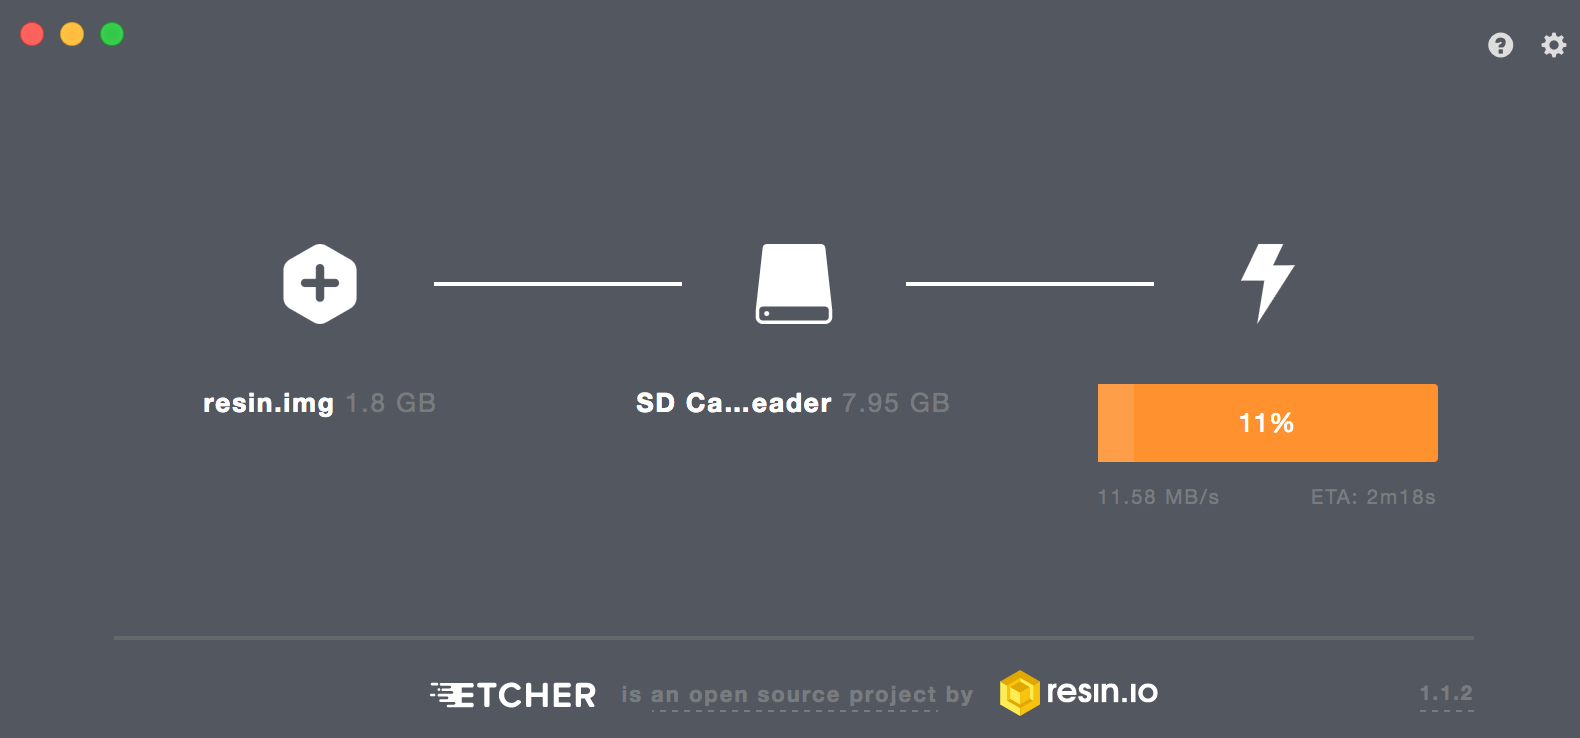 resin.img 1.8 GB
SD Ca...eader 7.95 GB
11%
11.58 MB/s ETA: 2m18s
ETCHER is an open source project by resin.io 1.1.2